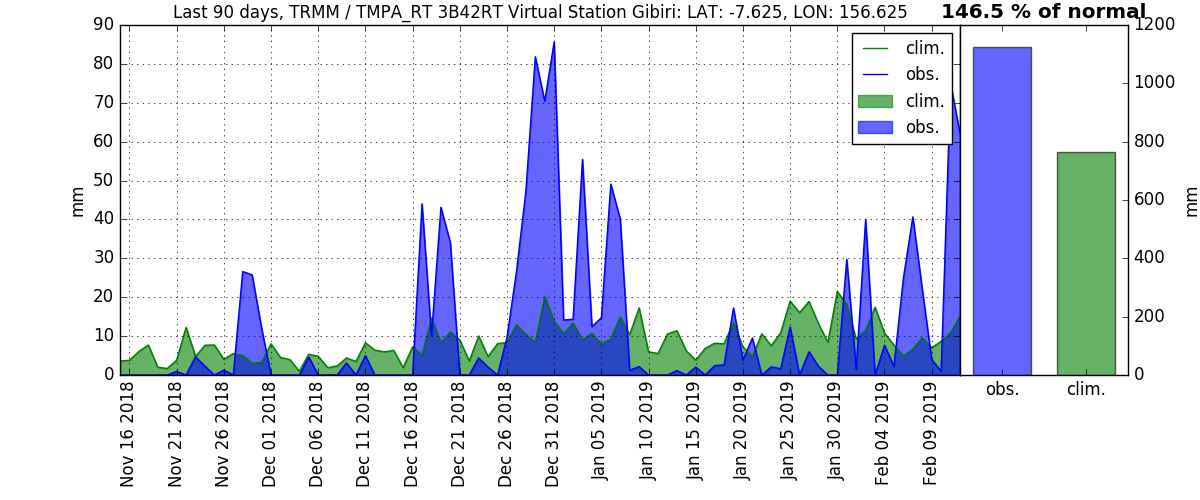 Last 90 days, TRMM / TMPA_RT 3B42RT Virtual Station Gibiri: LAT: -7.625, LON: 156.625
146.5 % of normal
90
80
70
60
50
40
30
20
10
0
mm
clim.
obs.
clim.
obs.
1200
1000
800
600
400
200
0
mm
obs.
clim.
Nov 16 2018
Nov 21 2018
Nov 26 2018
Dec 01 2018
Dec 06 2018
Dec 11 2018
Dec 16 2018
Dec 21 2018
Dec 26 2018
Dec 31 2018
Jan 05 2019
Jan 10 2019
Jan 15 2019
Jan 20 2019
Jan 25 2019
Jan 30 2019
Feb 04 2019
Feb 09 2019